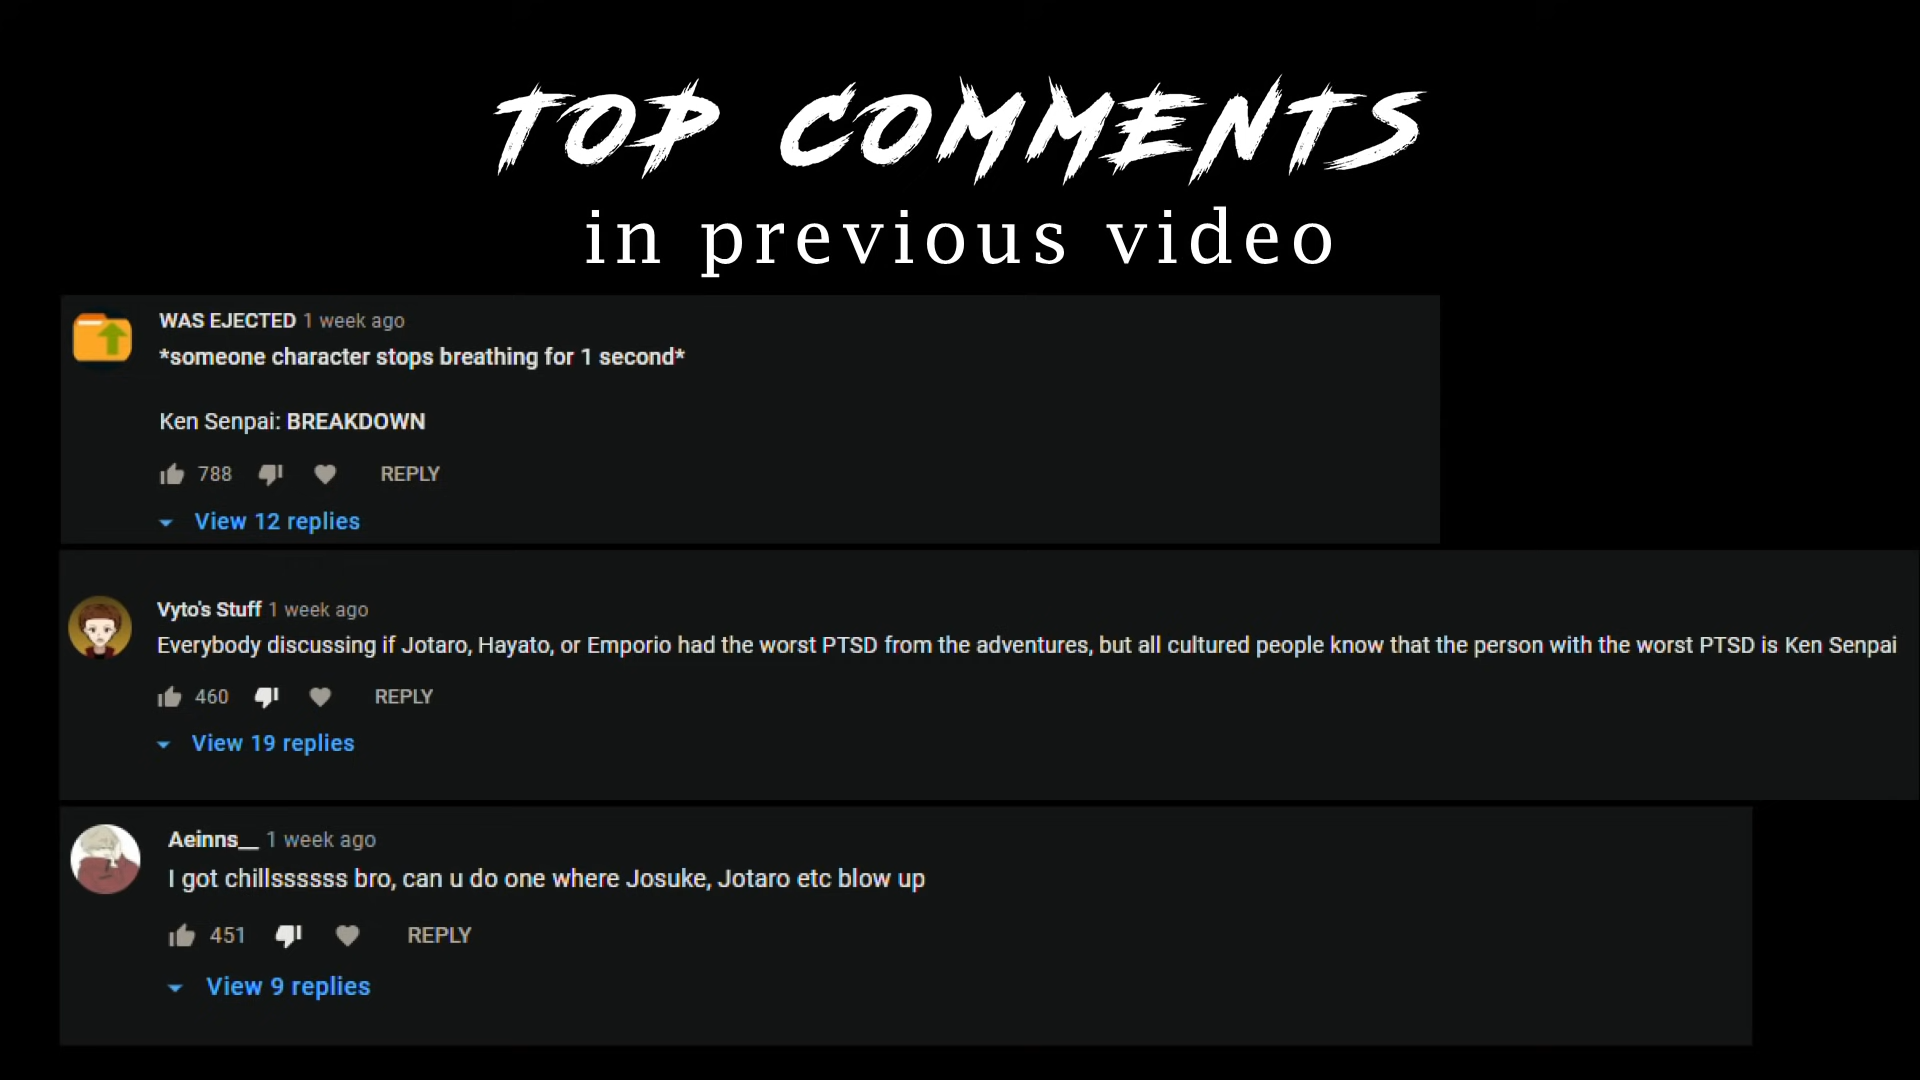 TOP COMMENTS
in previous video
WAS EJECTED 1 week ago
*someone character stops breathing for 1 second*
Ken Senpai: BREAKDOWN
788 REPLY
View 12 replies
Vyto's Stuff 1 week ago
Everybody discussing if Jotaro, Hayato, or Emporio had the worst PTSD from the adventures, but all cultured people know that the person with the worst PTSD is Ken Senpai
460 REPLY
View 19 replies
Aeinns__ 1 week ago
I got chillssssss bro, can u do one where Josuke, Jotaro etc blow up
451 REPLY
View 9 replies